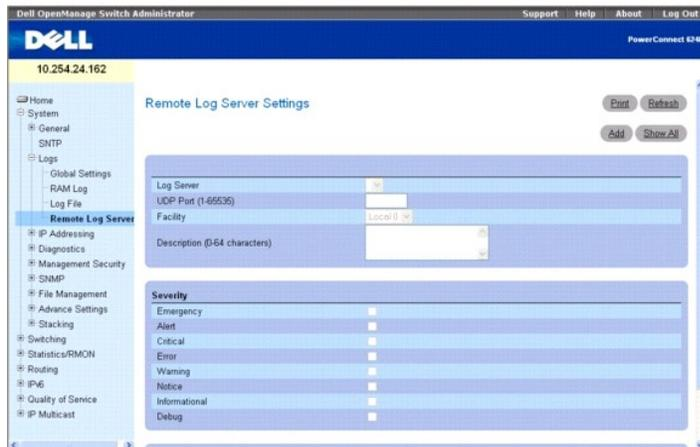 Dell OpenManage Switch Administrator
Support Help About Log Out
DELL
PowerConnect 624
10.254.24.162
Home
System
General
SNTP
Logs
Global Settings
RAM Log
Log File
Remote Log Server
IP Addressing
Diagnostics
Management Security
SNMP
File Management
Advance Settings
Stacking
Switching
Statistics/RMON
Routing
IPv6
Quality of Service
IP Multicast
Remote Log Server Settings
Print Refresh
Add Show All
Log Server
UDP Port (1-65535)
Facility Local 0
Description (0-64 characters)
Severity
Emergency
Alert
Critical
Error
Warning
Notice
Informational
Debug